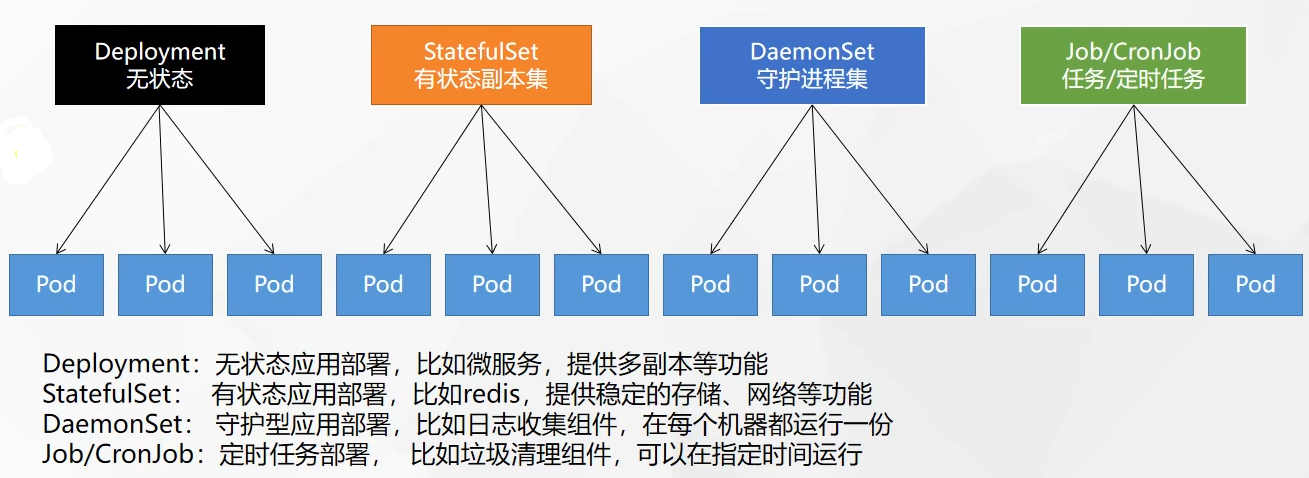 Deployment
无状态
StatefulSet
有状态副本集
DaemonSet
守护进程集
Job/CronJob
任务/定时任务
Pod
Pod
Pod
Pod
Pod
Pod
Pod
Pod
Pod
Pod
Pod
Pod
Deployment：无状态应用部署，比如微服务，提供多副本等功能
StatefulSet： 有状态应用部署，比如redis，提供稳定的存储、网络等功能
DaemonSet：守护型应用部署，比如日志收集组件，在每个机器都运行一份
Job/CronJob：定时任务部署， 比如垃圾清理组件，可以在指定时间运行